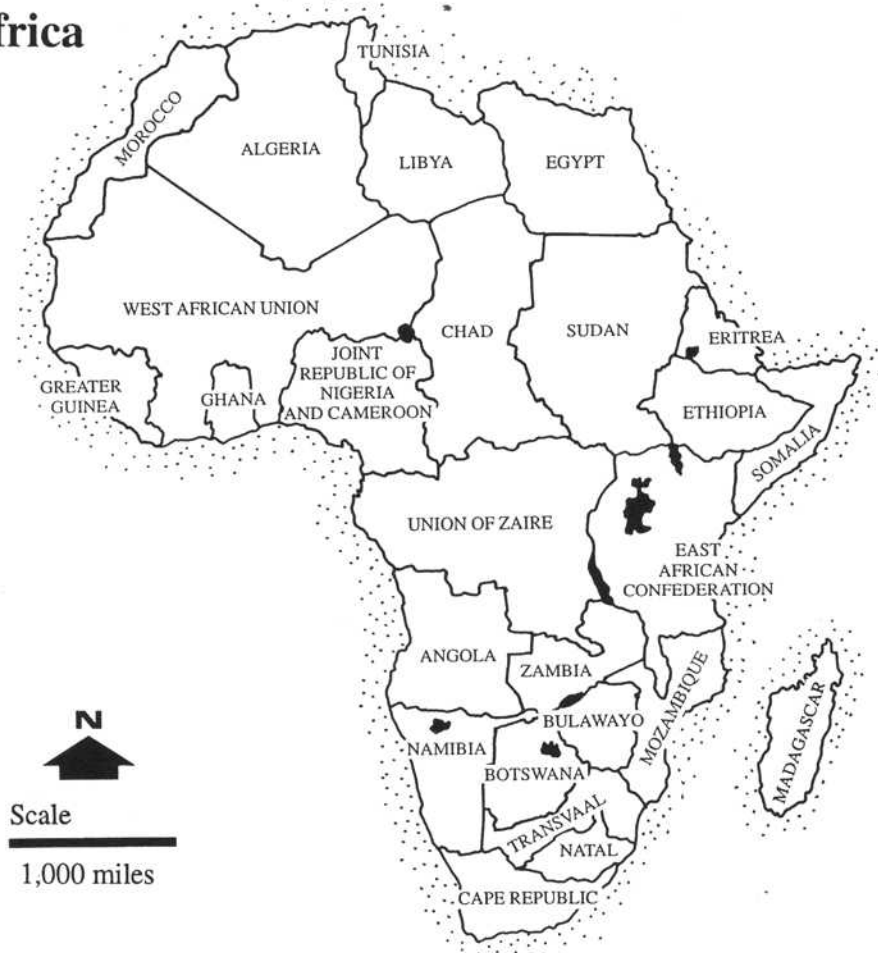 frica
TUNISIA
MOROCCO
ALGERIA
LIBYA
EGYPT
WEST AFRICAN UNION
CHAD
SUDAN
ERITREA
JOINT
REPUBLIC OF
NIGERIA
AND CAMEROON
GREATER
GUINEA
GHANA
ETHIOPIA
SOMALIA
UNION OF ZAIRE
EAST
AFRICAN
CONFEDERATION
ANGOLA
ZAMBIA
MOZAMBIQUE
MADAGASCAR
BULAWAYO
NAMIBIA
BOTSWANA
TRANSVAAL
NATAL
CAPE REPUBLIC
N
Scale
1,000 miles